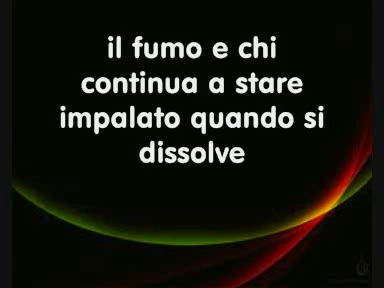 il fumo e chi
continua a stare
impalato quando si
dissolve